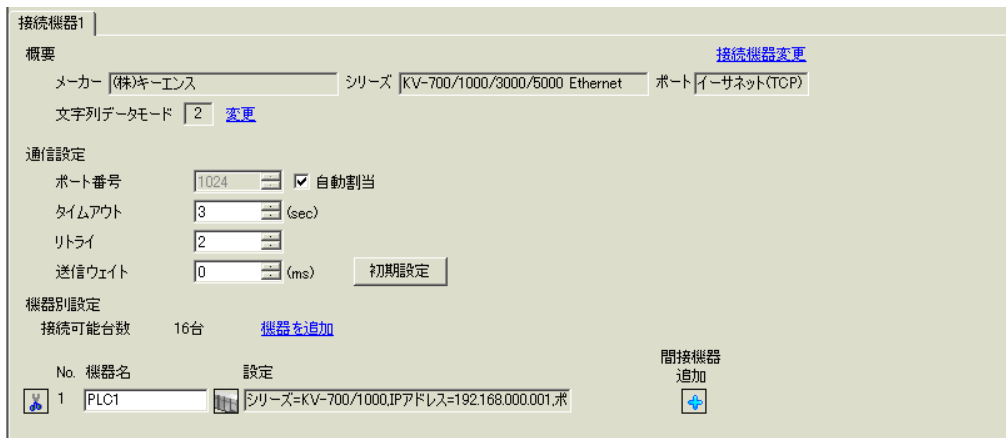 接続機器1
概要 接続機器変更
メーカー (株)キーエンス シリーズ KV-700/1000/3000/5000 Ethernet ポート イーサネット(TCP)
文字列データモード 2 変更
通信設定
ポート番号 1024 自動割当
タイムアウト 3 (sec)
リトライ 2
送信ウェイト 0 (ms) 初期設定
機器別設定
接続可能台数 16台 機器を追加
間接機器
No. 機器名 設定 追加
1 PLC1 シリーズ=KV-700/1000,IPアドレス=192.168.000.001,ポ